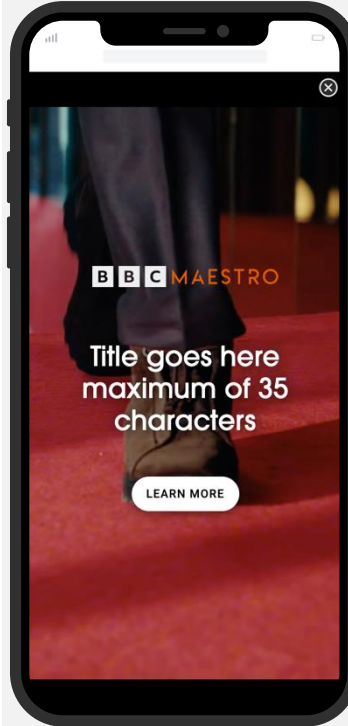 BBC MAESTRO
Title goes here
maximum of 35
characters
LEARN MORE